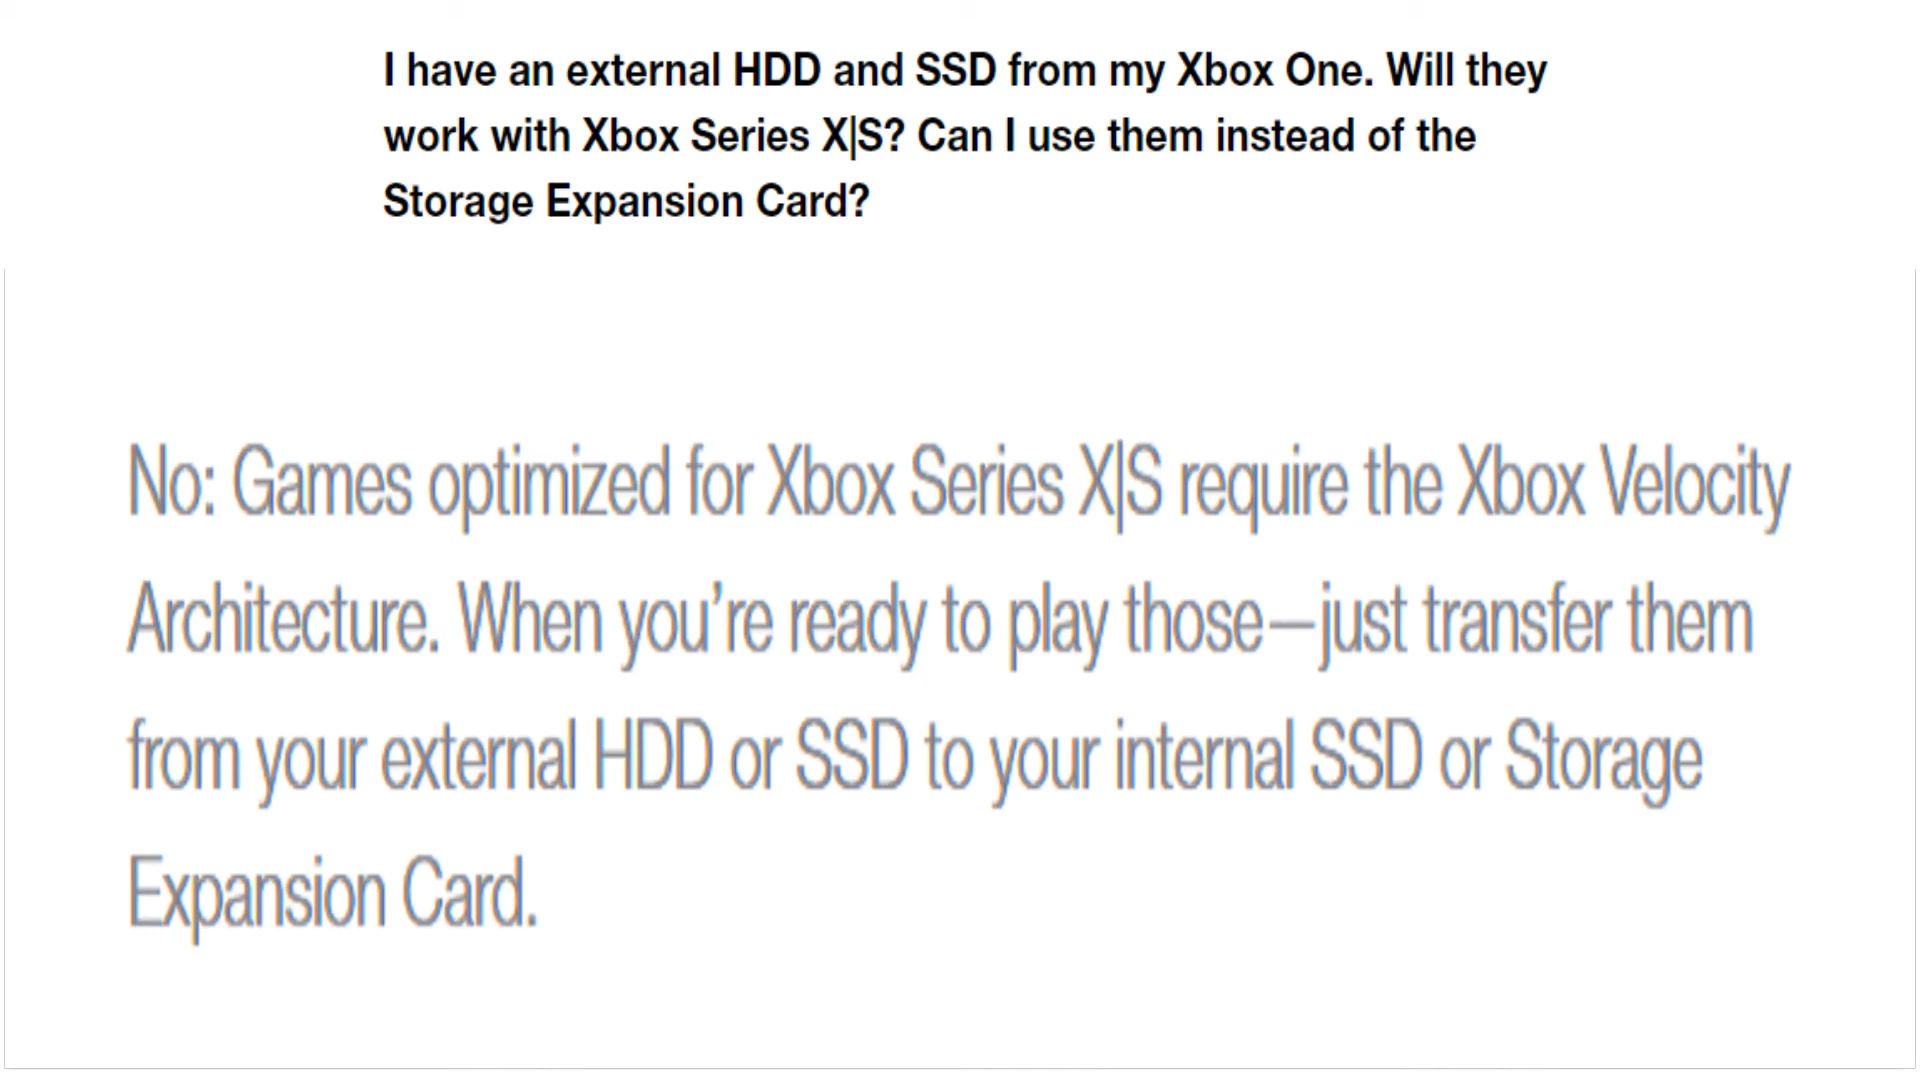 I have an external HDD and SSD from my Xbox One. Will they
work with Xbox Series X|S? Can I use them instead of the
Storage Expansion Card?
No: Games optimized for Xbox Series X|S require the Xbox Velocity
Architecture. When you’re ready to play those—just transfer them
from your external HDD or SSD to your internal SSD or Storage
Expansion Card.